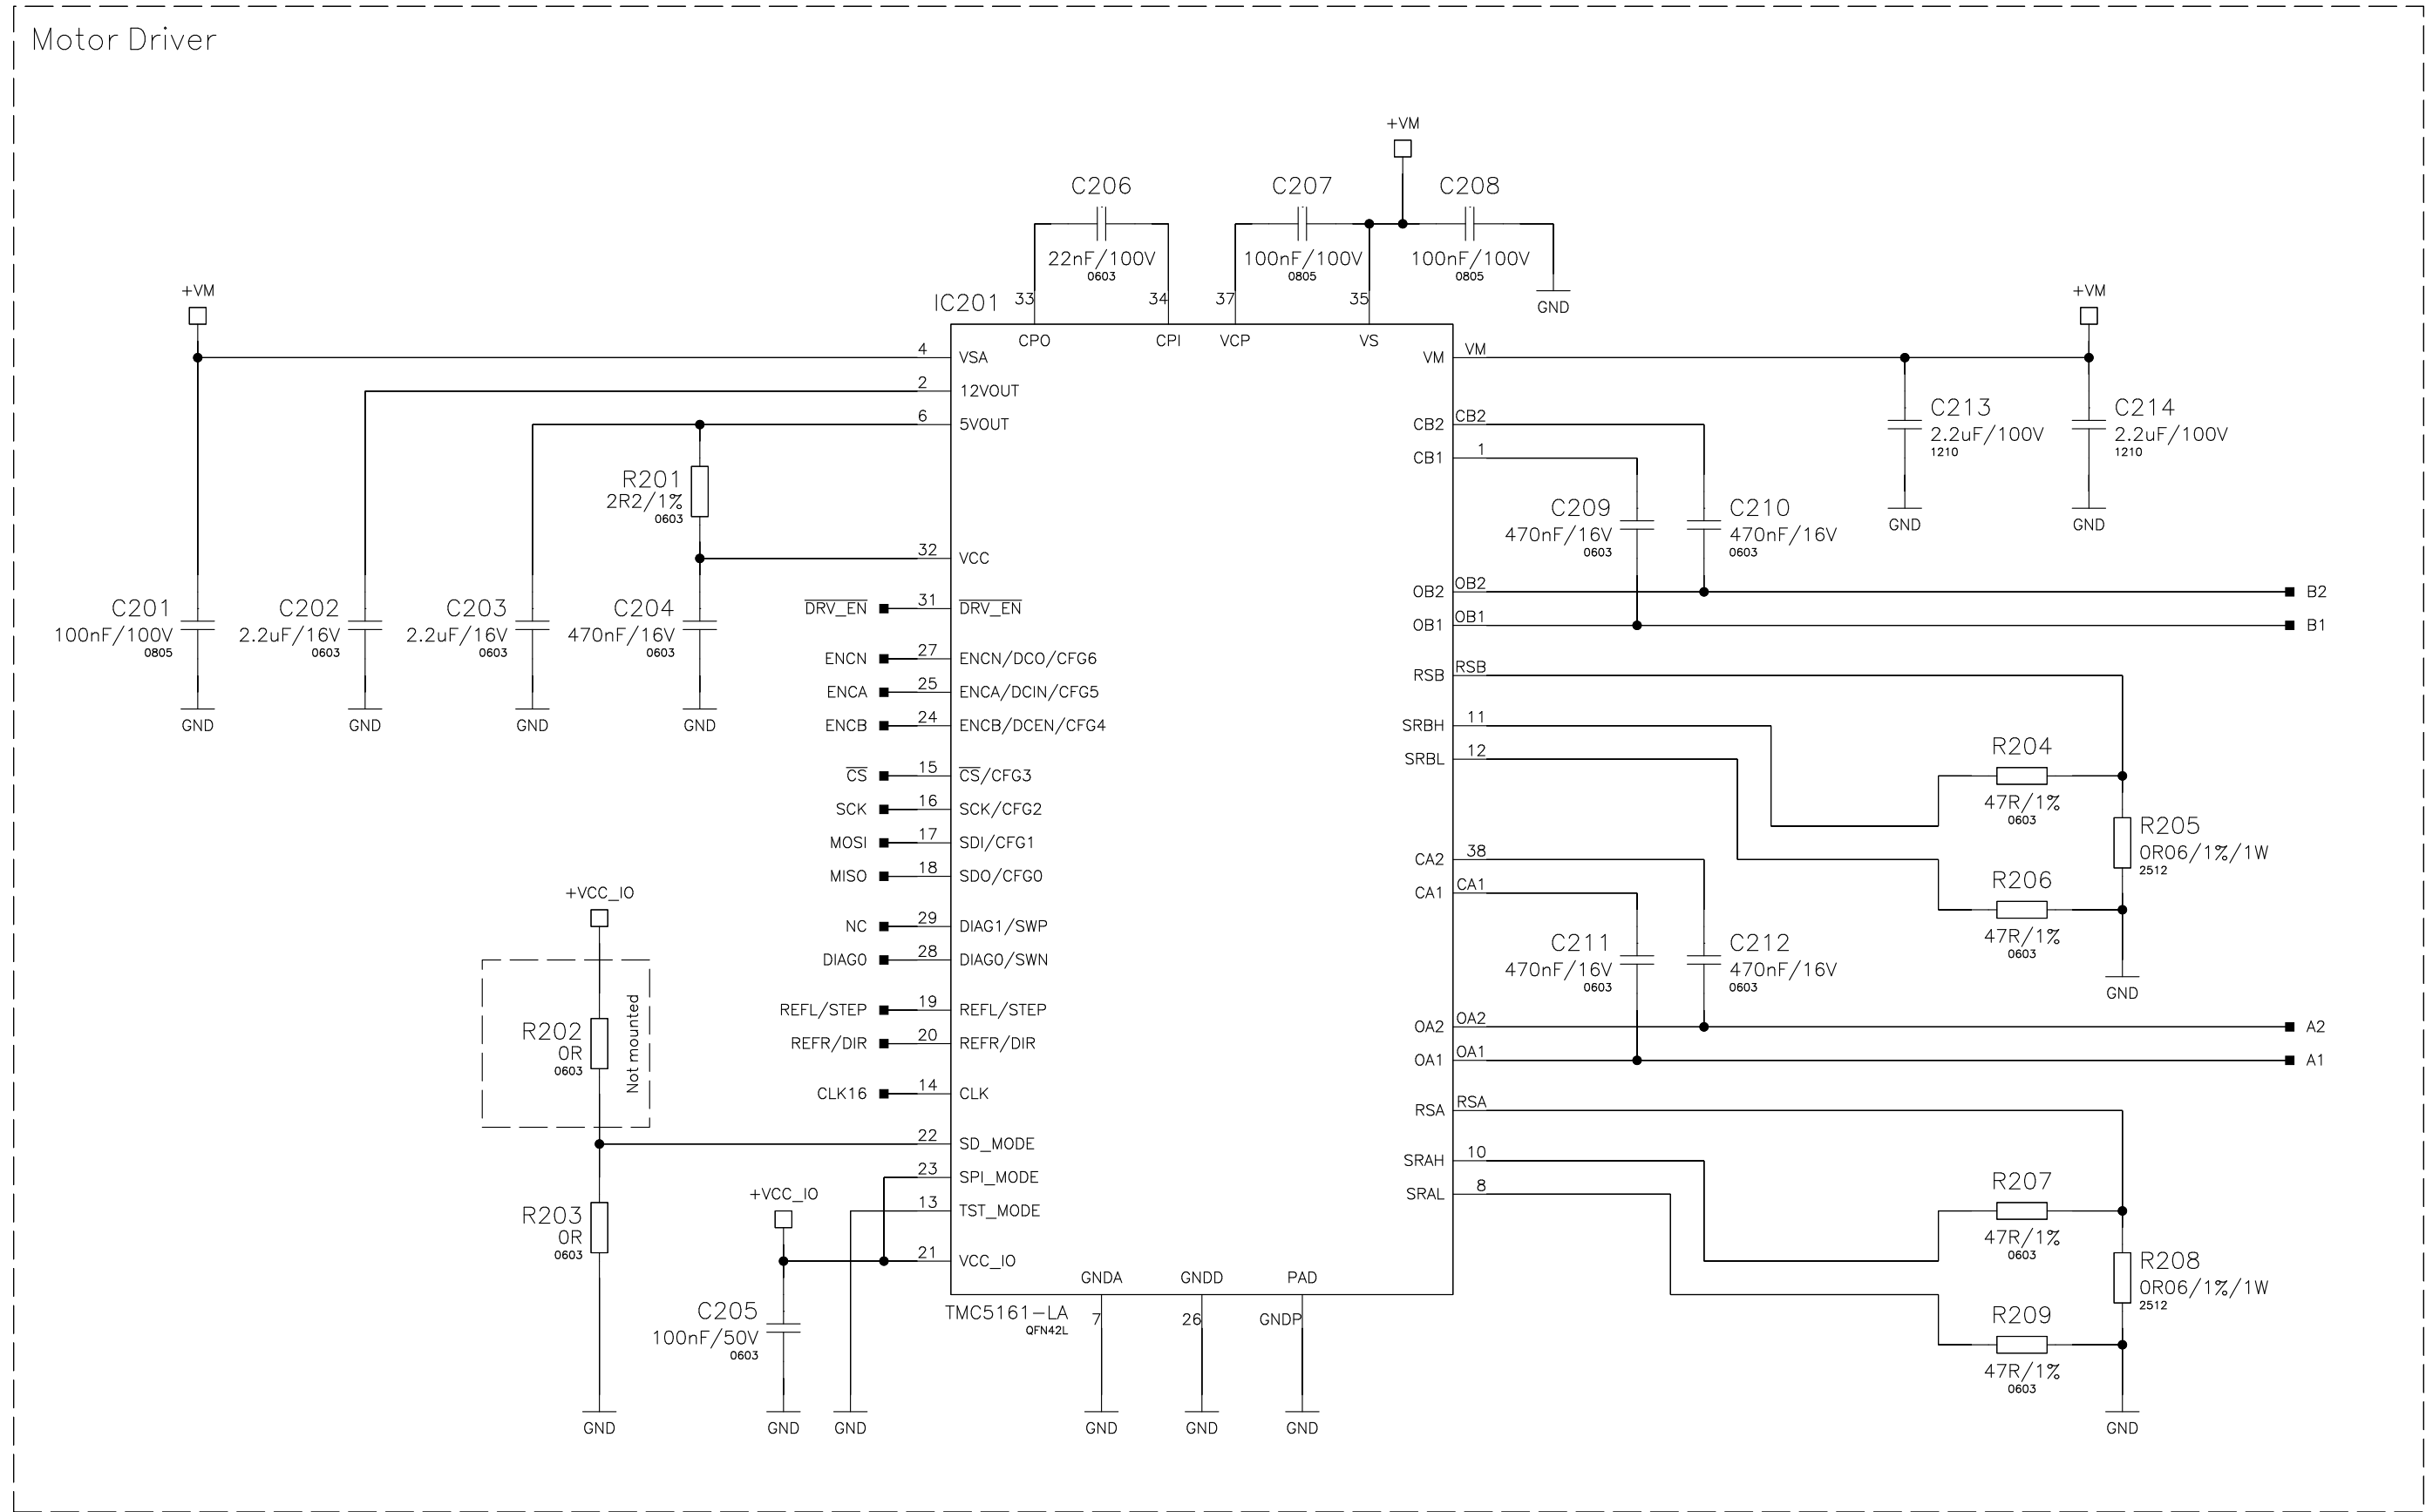 Motor Driver
+VM
C206
C207
C208
22nF/100V
0603
100nF/100V
0805
100nF/100V
0805
GND
+VM
+VM
IC201
33
34
37
35
CPO
CPI
VCP
VS
4
VSA
2
12VOUT
6
5VOUT
R201
2R2/1%
0603
32
VCC
C201
100nF/100V
0805
GND
C202
2.2uF/16V
0603
GND
C203
2.2uF/16V
0603
GND
C204
470nF/16V
0603
GND
DRV_EN
31
DRV_EN
ENCN
27
ENCN/DCO/CFG6
ENCA
25
ENCA/DCIN/CFG5
ENCB
24
ENCB/DCEN/CFG4
CS
15
CS/CFG3
SCK
16
SCK/CFG2
MOSI
17
SDI/CFG1
MISO
18
SDO/CFG0
NC
29
DIAG1/SWP
DIAG0
28
DIAG0/SWN
REFL/STEP
19
REFL/STEP
REFR/DIR
20
REFR/DIR
CLK16
14
CLK
+VCC_IO
R202
0R
0603
Not mounted
22
SD_MODE
23
SPI_MODE
13
TST_MODE
21
VCC_IO
R203
0R
0603
GND
+VCC_IO
C205
100nF/50V
0603
GND
GND
TMC5161-LA
QFN42L
GNDA
7
GND
GNDD
26
GND
PAD
GNDP
GND
VM
VM
C213
2.2uF/100V
1210
GND
C214
2.2uF/100V
1210
GND
CB2
CB2
CB1
1
C209
470nF/16V
0603
C210
470nF/16V
0603
OB2
OB2
B2
OB1
OB1
B1
RSB
RSB
SRBH
11
SRBL
12
R204
47R/1%
0603
R205
0R06/1%/1W
2512
R206
47R/1%
0603
GND
CA2
38
CA1
CA1
C211
470nF/16V
0603
C212
470nF/16V
0603
OA2
OA2
A2
OA1
OA1
A1
RSA
RSA
SRAH
10
SRAL
8
R207
47R/1%
0603
R208
0R06/1%/1W
2512
R209
47R/1%
0603
GND